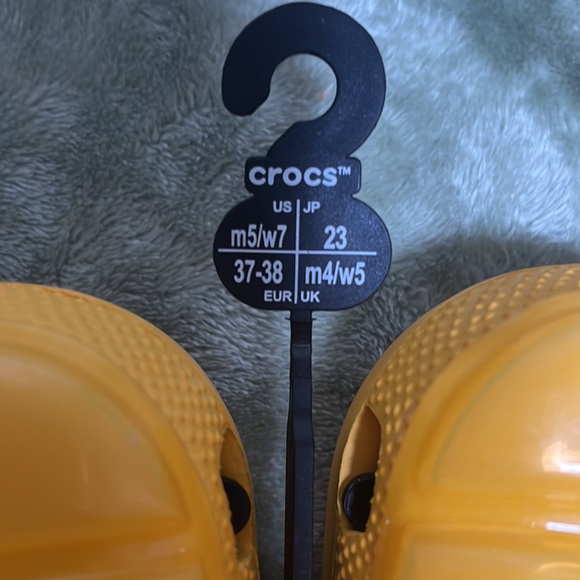 crocs™
US JP
m5/w7 23
37-38 m4/w5
EUR UK